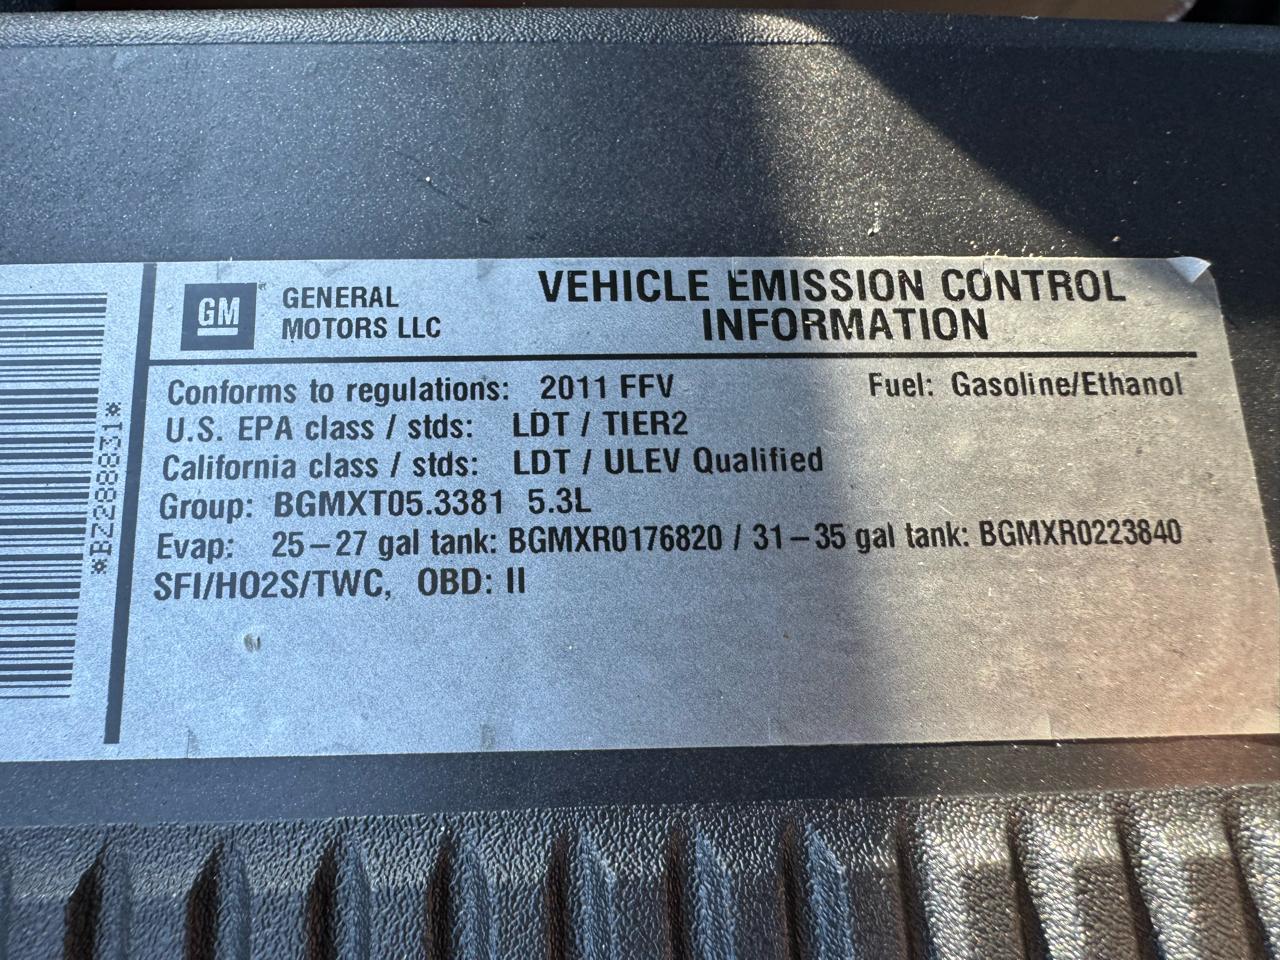 GM
GENERAL
MOTORS LLC
VEHICLE EMISSION CONTROL
INFORMATION
Conforms to regulations: 2011 FFV
Fuel: Gasoline/Ethanol
U.S. EPA class / stds: LDT / TIER2
California class / stds: LDT / ULEV Qualified
Group: BGMXT05.3381 5.3L
Evap: 25-27 gal tank: BGMXR0176820 / 31-35 gal tank: BGMXR0223840
SFI/HO2S/TWC, OBD: II
*BZ288831*